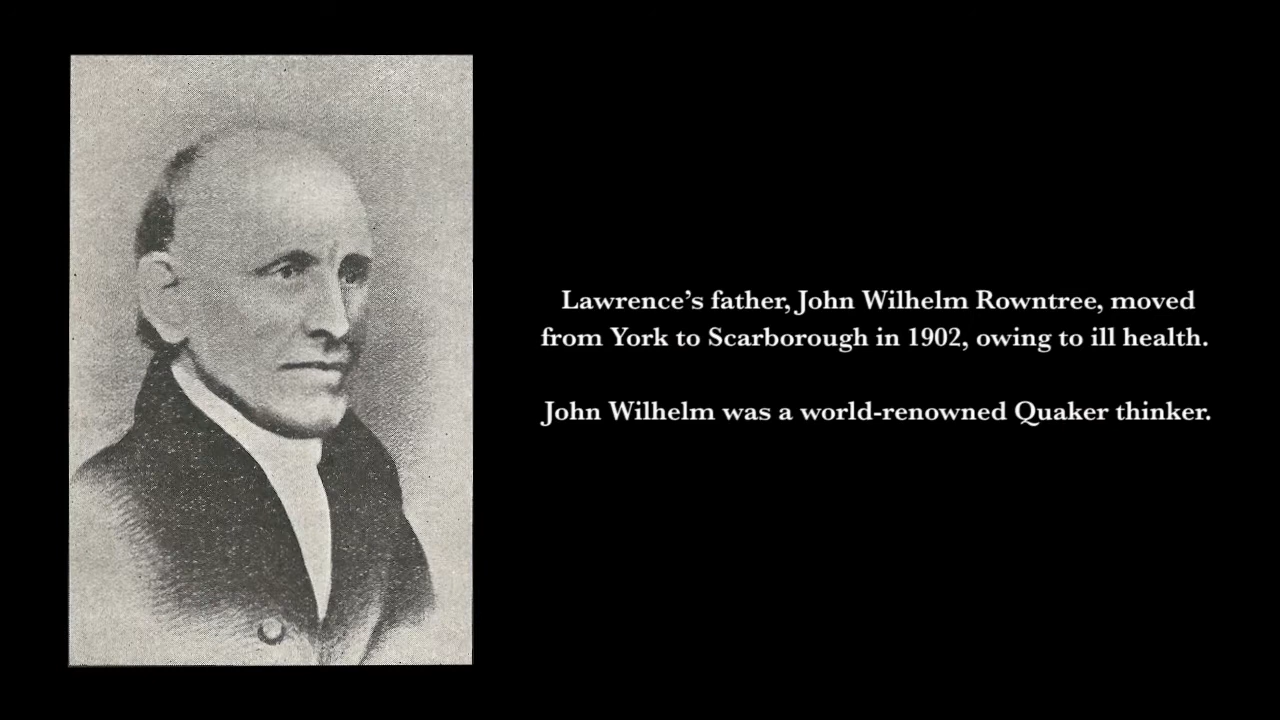 Lawrence’s father, John Wilhelm Rowntree, moved
from York to Scarborough in 1902, owing to ill health.
John Wilhelm was a world-renowned Quaker thinker.